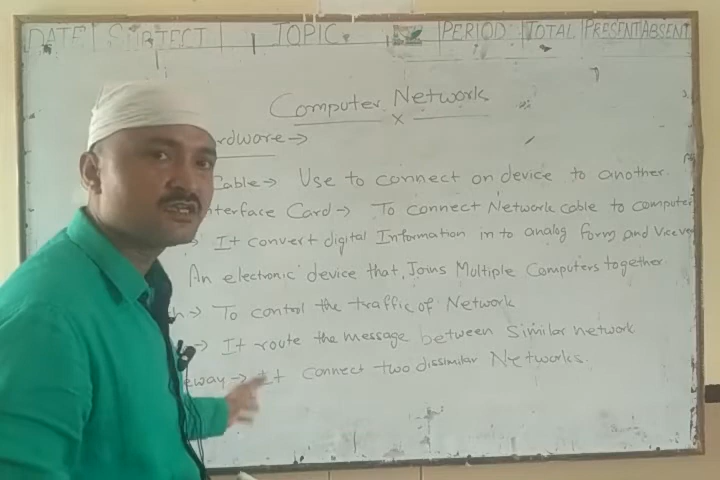 DATE SUBJECT TOPIC PERIOD TOTAL PRESENT ABSENT
Computer Network
x
rdware →
Cable → Use to connect on device to another.
nterface Card → To connect Network cable to computer
→ It convert digital Information in to analog form and Vice ve
An electronic device that, Joins Multiple Computers together.
h → To control the traffic of Network
→ It route the message between similar network
eway → It connect two dissimilar Networks.